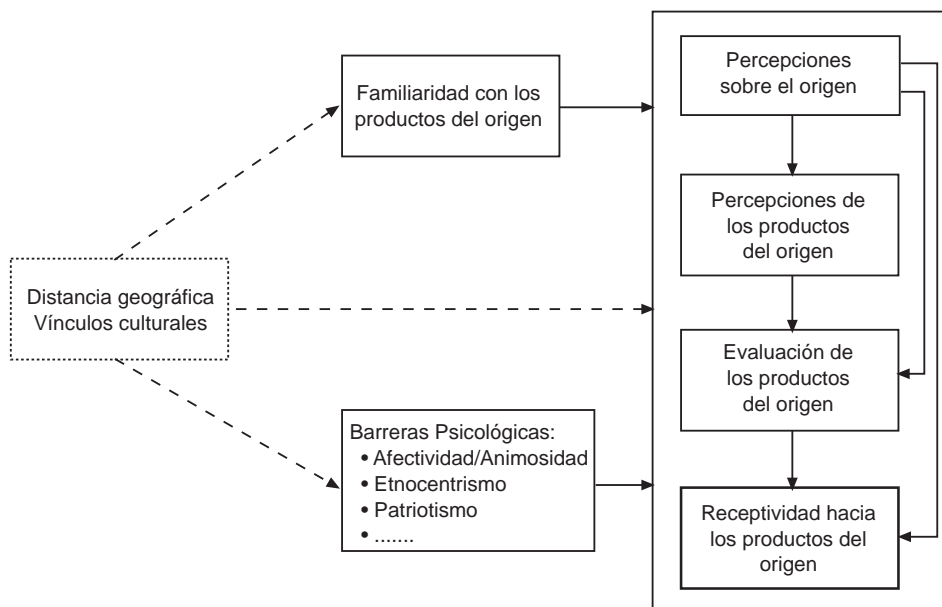 Familiaridad con los
productos del origen
Distancia geográfica
Vínculos culturales
Barreras Psicológicas:
• Afectividad/Animosidad
• Etnocentrismo
• Patriotismo
• .......
Percepciones
sobre el origen
Percepciones de
los productos
del origen
Evaluación de
los productos
del origen
Receptividad hacia
los productos del
origen